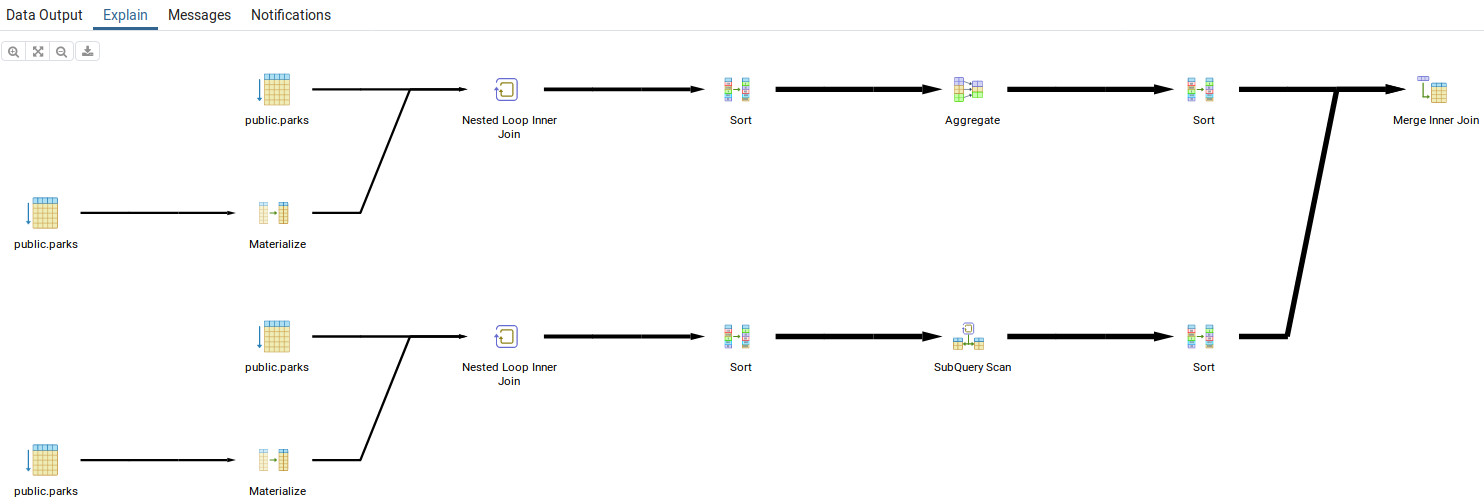 Data Output Explain Messages Notifications
public.parks
Nested Loop Inner
Join
Sort
Aggregate
Sort
Merge Inner Join
public.parks
Materialize
public.parks
Nested Loop Inner
Join
Sort
SubQuery Scan
Sort
public.parks
Materialize